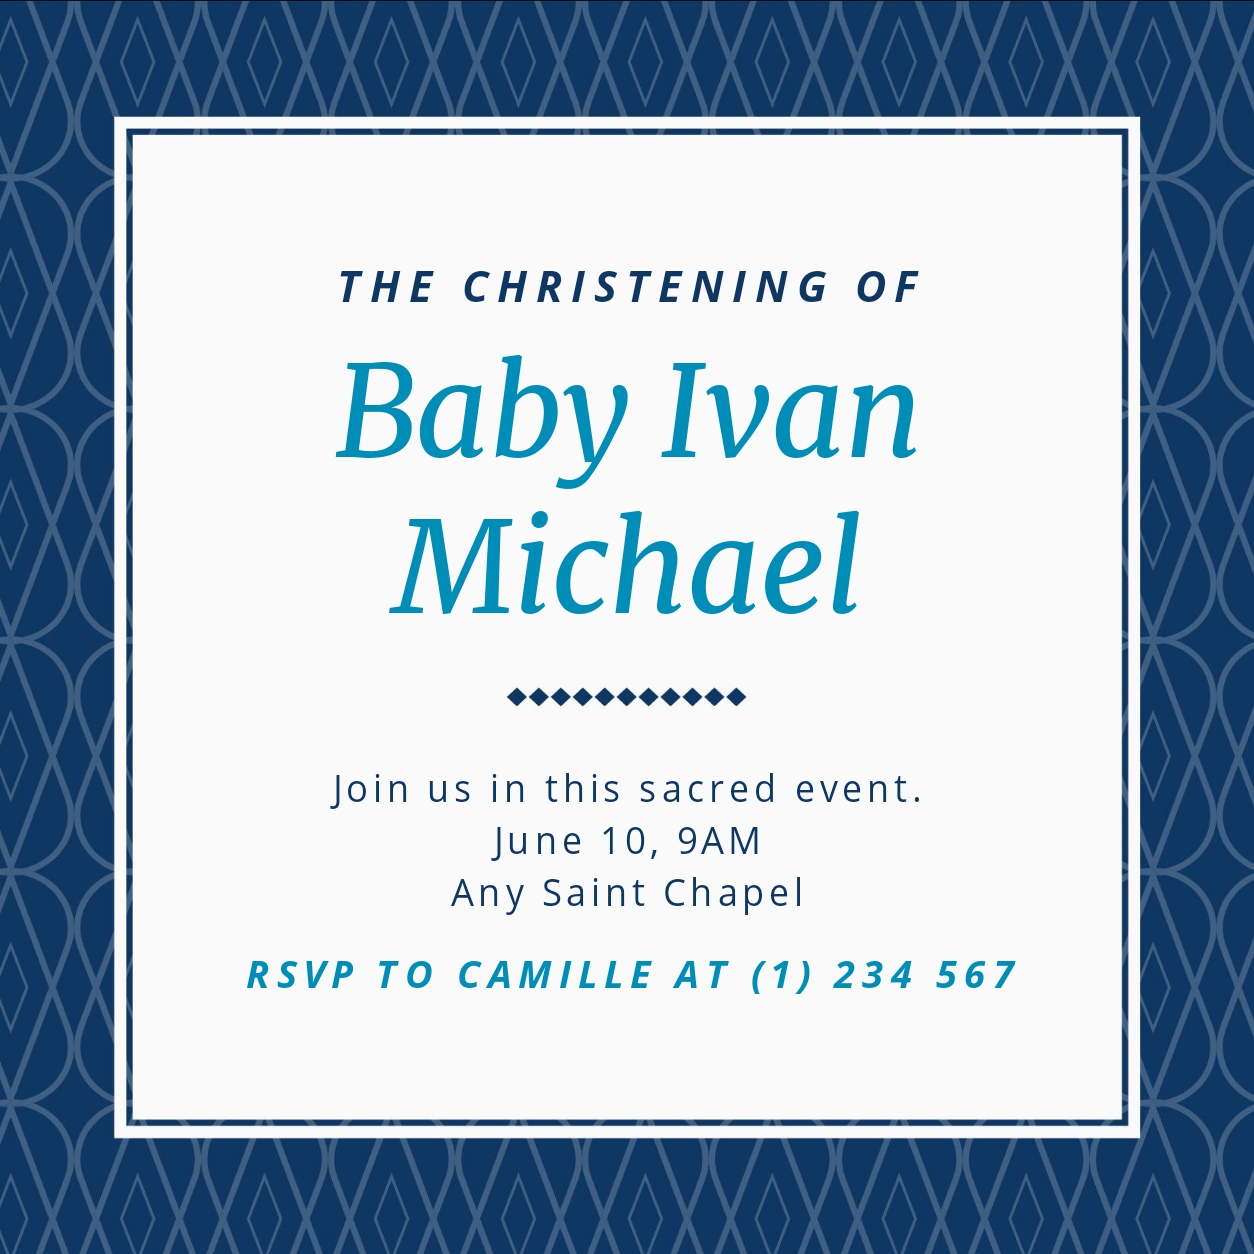 THE CHRISTENING OF
Baby Ivan
Michael
Join us in this sacred event.
June 10, 9AM
Any Saint Chapel
RSVP TO CAMILLE AT (1) 234 567